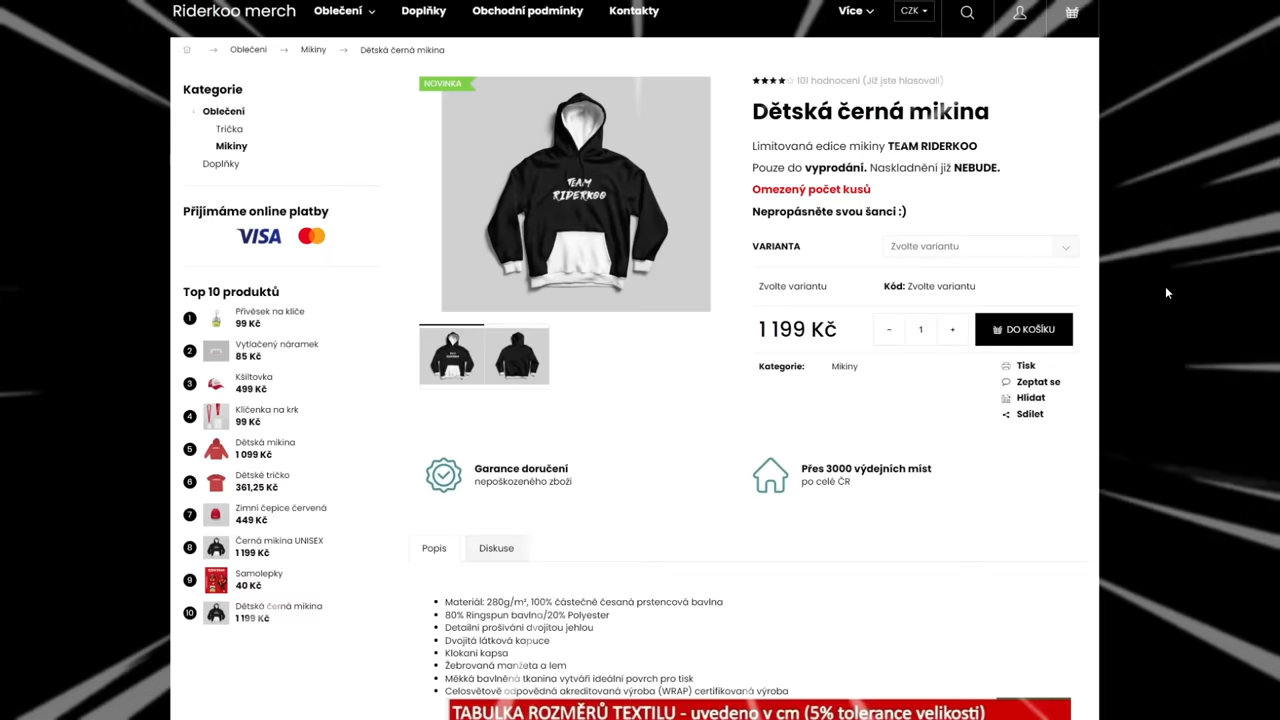 Riderkoo merch
Oblečení
Doplňky
Obchodní podmínky
Kontakty
Více
CZK
Oblečení
Mikiny
Dětská černá mikina
Kategorie
Oblečení
Trička
Mikiny
Doplňky
Přijímáme online platby
VISA
Top 10 produktů
1
Přívěsek na klíče
99 Kč
2
Vytlačený náramek
85 Kč
3
Kšiltovka
499 Kč
4
Klíčenka na krk
99 Kč
5
Dětská mikina
1 099 Kč
6
Dětské tričko
361,25 Kč
7
Zimní čepice červená
449 Kč
8
Černá mikina UNISEX
1 199 Kč
9
Samolepky
40 Kč
10
Dětská černá mikina
1 199 Kč
NOVINKA
TEAM
RIDERKOO
101 hodnocení (Již jste hlasovali)
Dětská černá mikina
Limitovaná edice mikiny TEAM RIDERKOO
Pouze do vyprodání. Naskladnění již NEBUDE.
Omezený počet kusů
Nepropásněte svou šanci :)
VARIANTA
Zvolte variantu
Zvolte variantu
Kód: Zvolte variantu
1 199 Kč
-
1
+
DO KOŠÍKU
Kategorie:
Mikiny
Tisk
Zeptat se
Hlídat
Sdílet
Garance doručení
nepoškozeného zboží
Přes 3000 výdejních míst
po celé ČR
Popis
Diskuse
Materiál: 280g/m², 100% částečně česaná prstencová bavlna
80% Ringspun bavlna/20% Polyester
Detailní prošívání dvojitou jehlou
Dvojitá látková kapuce
Klokaní kapsa
Žebrovaná manžeta a lem
Měkká bavlněná tkanina vytváří ideální povrch pro tisk
Celosvětově odpovědná akreditovaná výroba (WRAP) certifikovaná výroba
TABULKA ROZMĚRŮ TEXTILU - uvedeno v cm (5% tolerance velikosti)